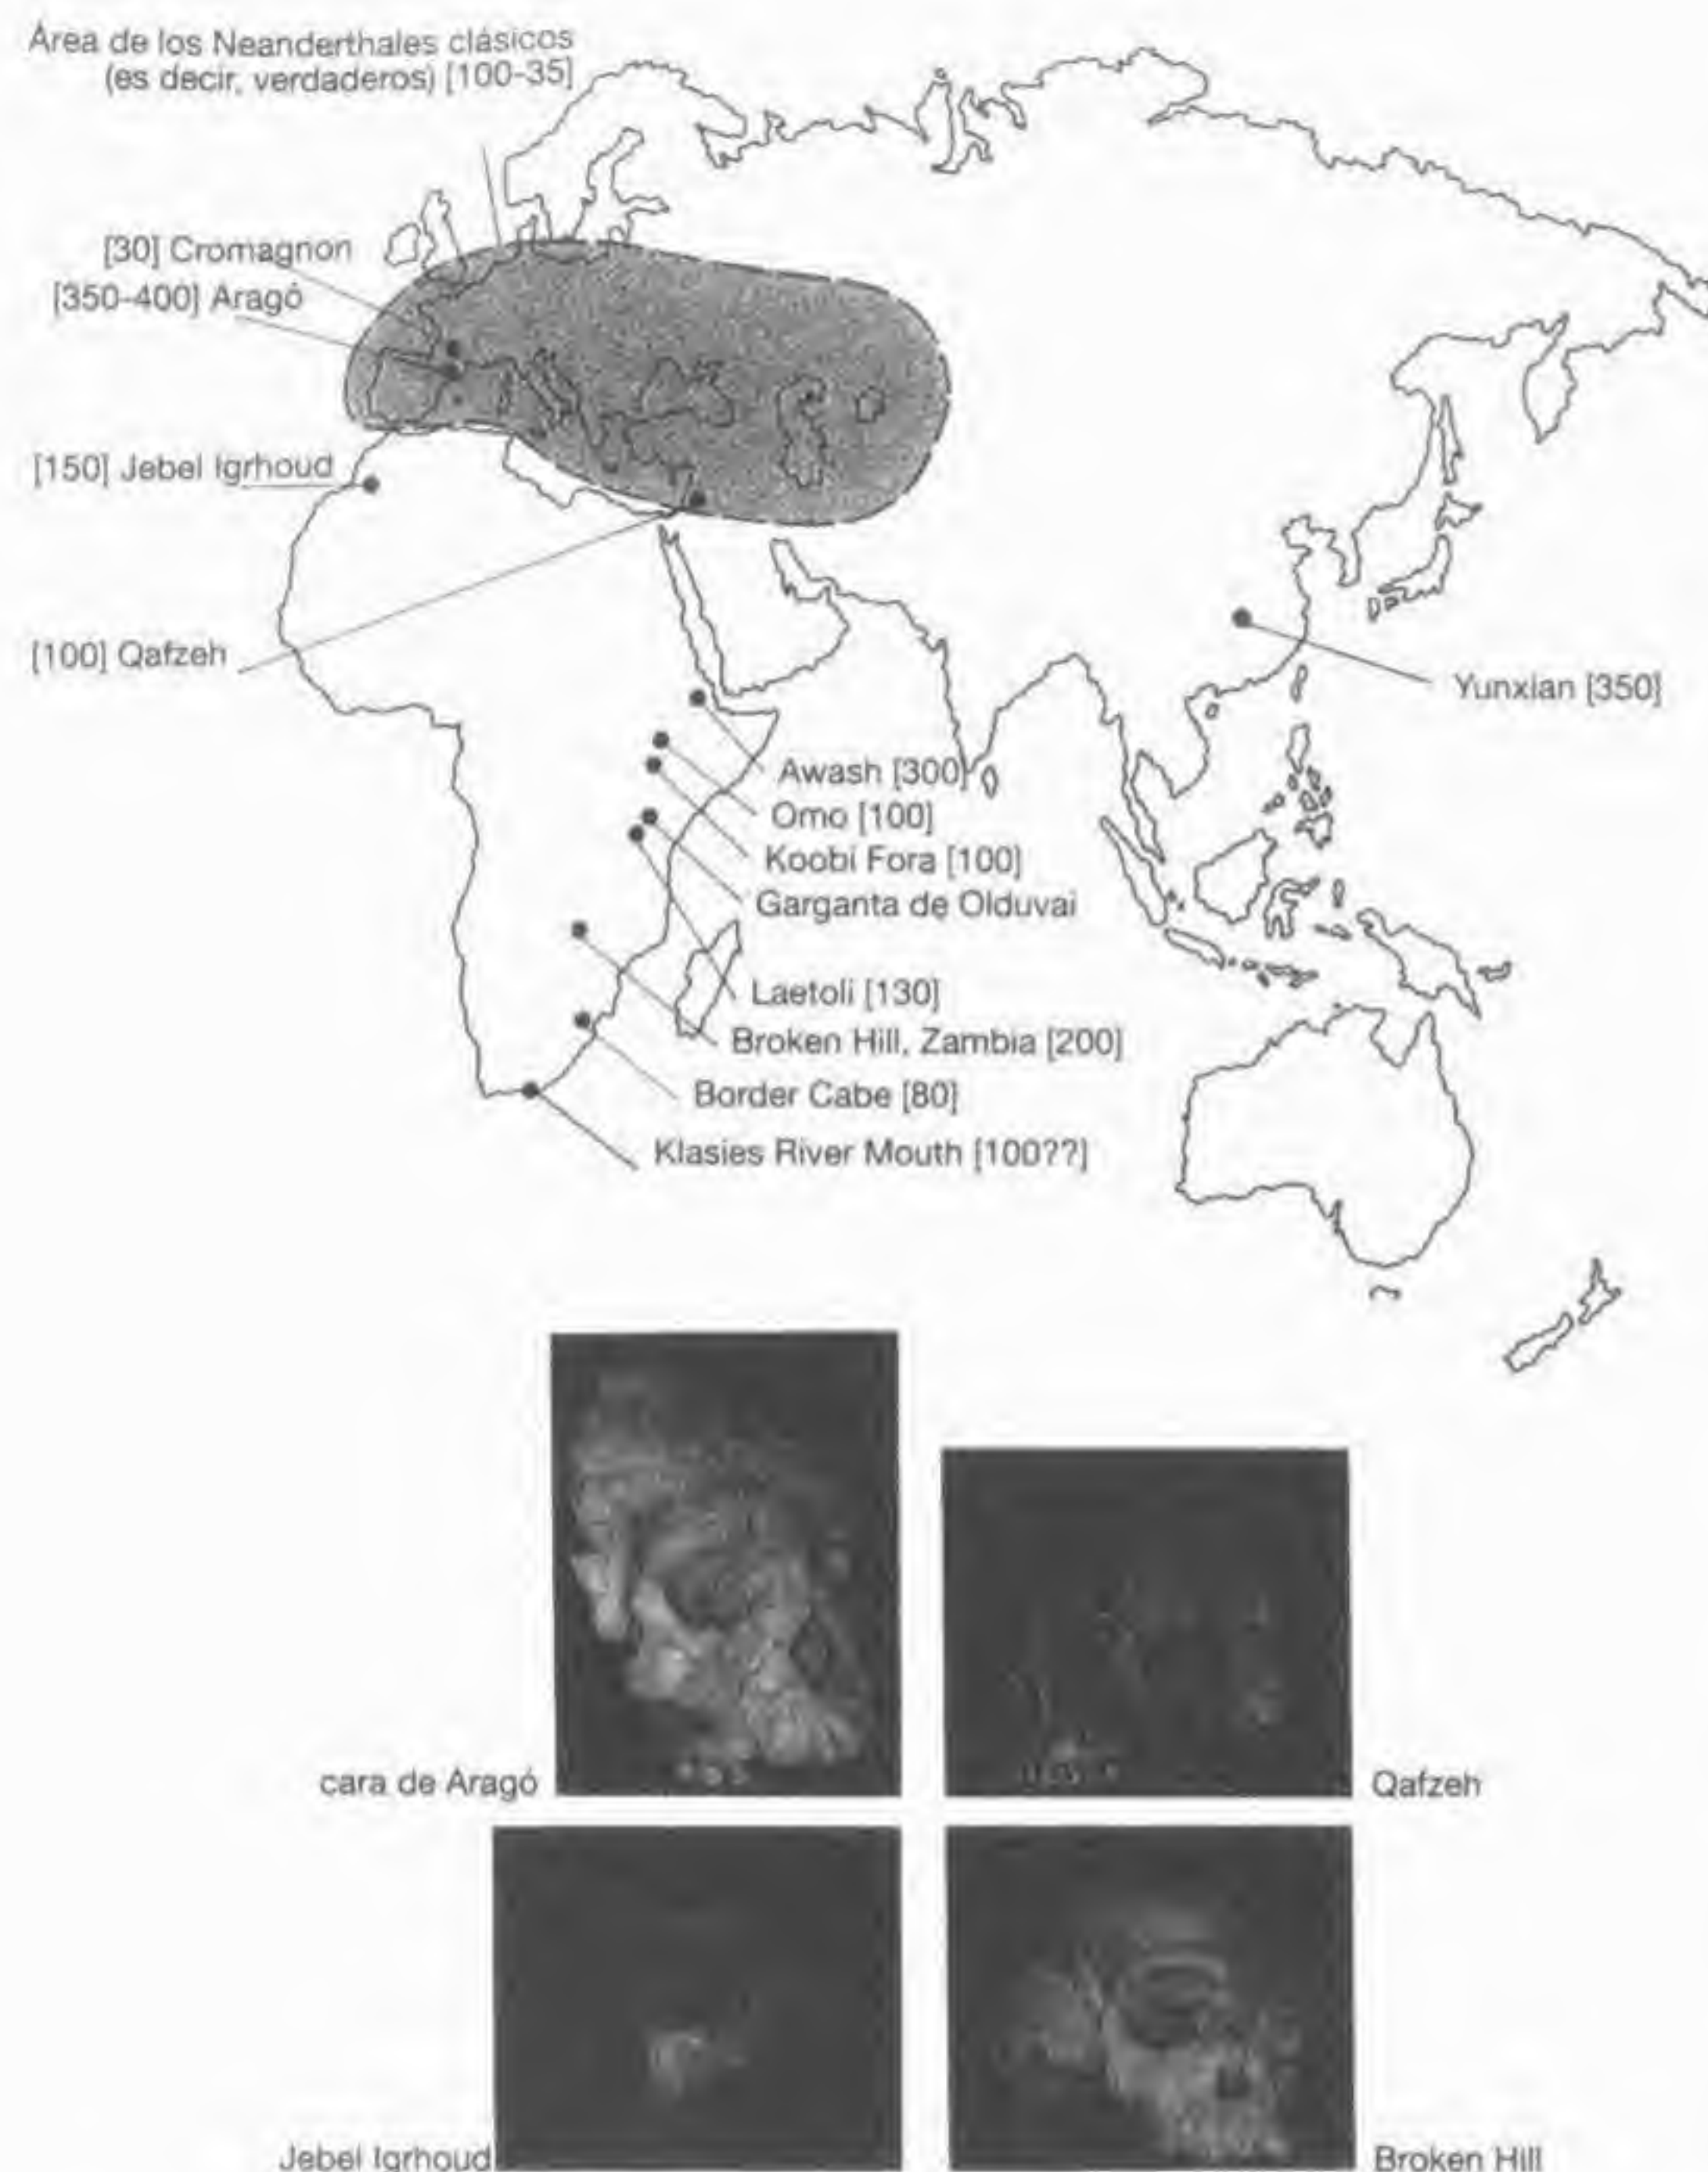 Área de los Neanderthales clásicos
(es decir, verdaderos) [100-35]
[30] Cromagnon
[350-400] Aragó
[150] Jebel Igrhoud
[100] Qafzeh
Yunxian [350]
Awash [300]
Omo [100]
Koobi Fora [100]
Garganta de Olduvai
Laetoli [130]
Broken Hill, Zambia [200]
Border Cabe [80]
Klasies River Mouth [100??]
cara de Aragó
Qafzeh
Jebel Igrhoud
Broken Hill